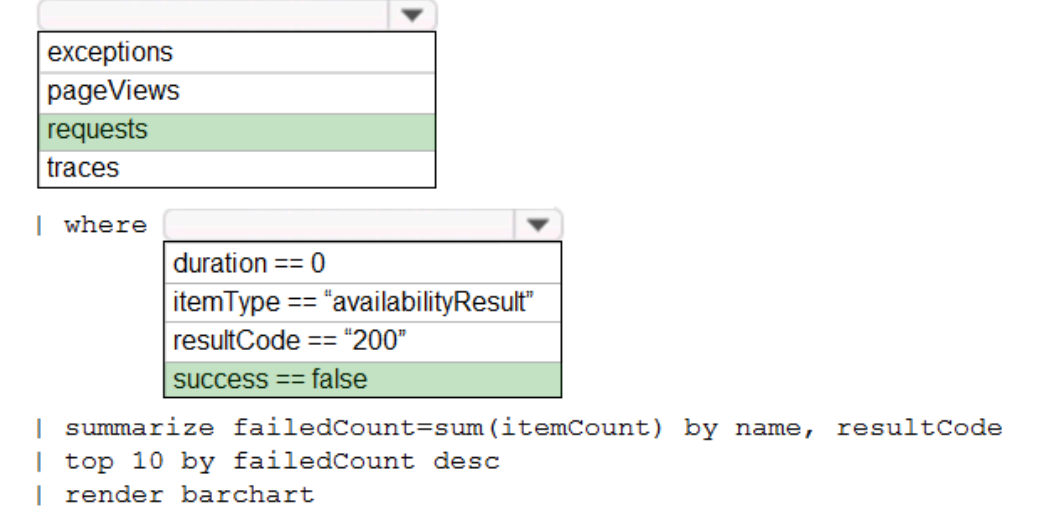 exceptions
pageViews
requests
traces
| where
duration == 0
itemType == “availabilityResult”
resultCode == “200”
success == false
| summarize failedCount=sum(itemCount) by name, resultCode
| top 10 by failedCount desc
| render barchart